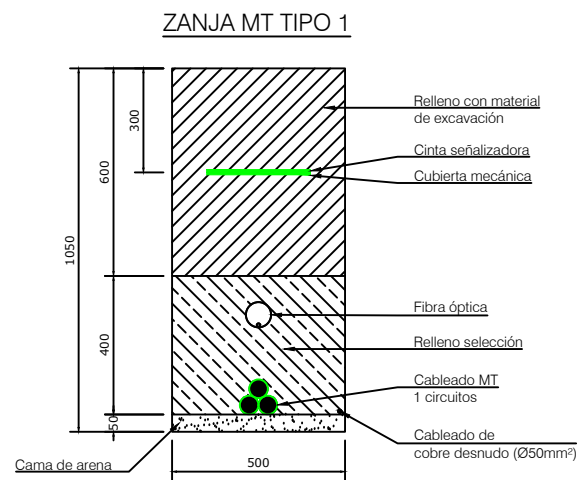 ZANJA MT TIPO 1
300
600
1050
400
50
500
Relleno con material
de excavación
Cinta señalizadora
Cubierta mecánica
Fibra óptica
Relleno selección
Cableado MT
1 circuitos
Cableado de
cobre desnudo (Ø50mm²)
Cama de arena